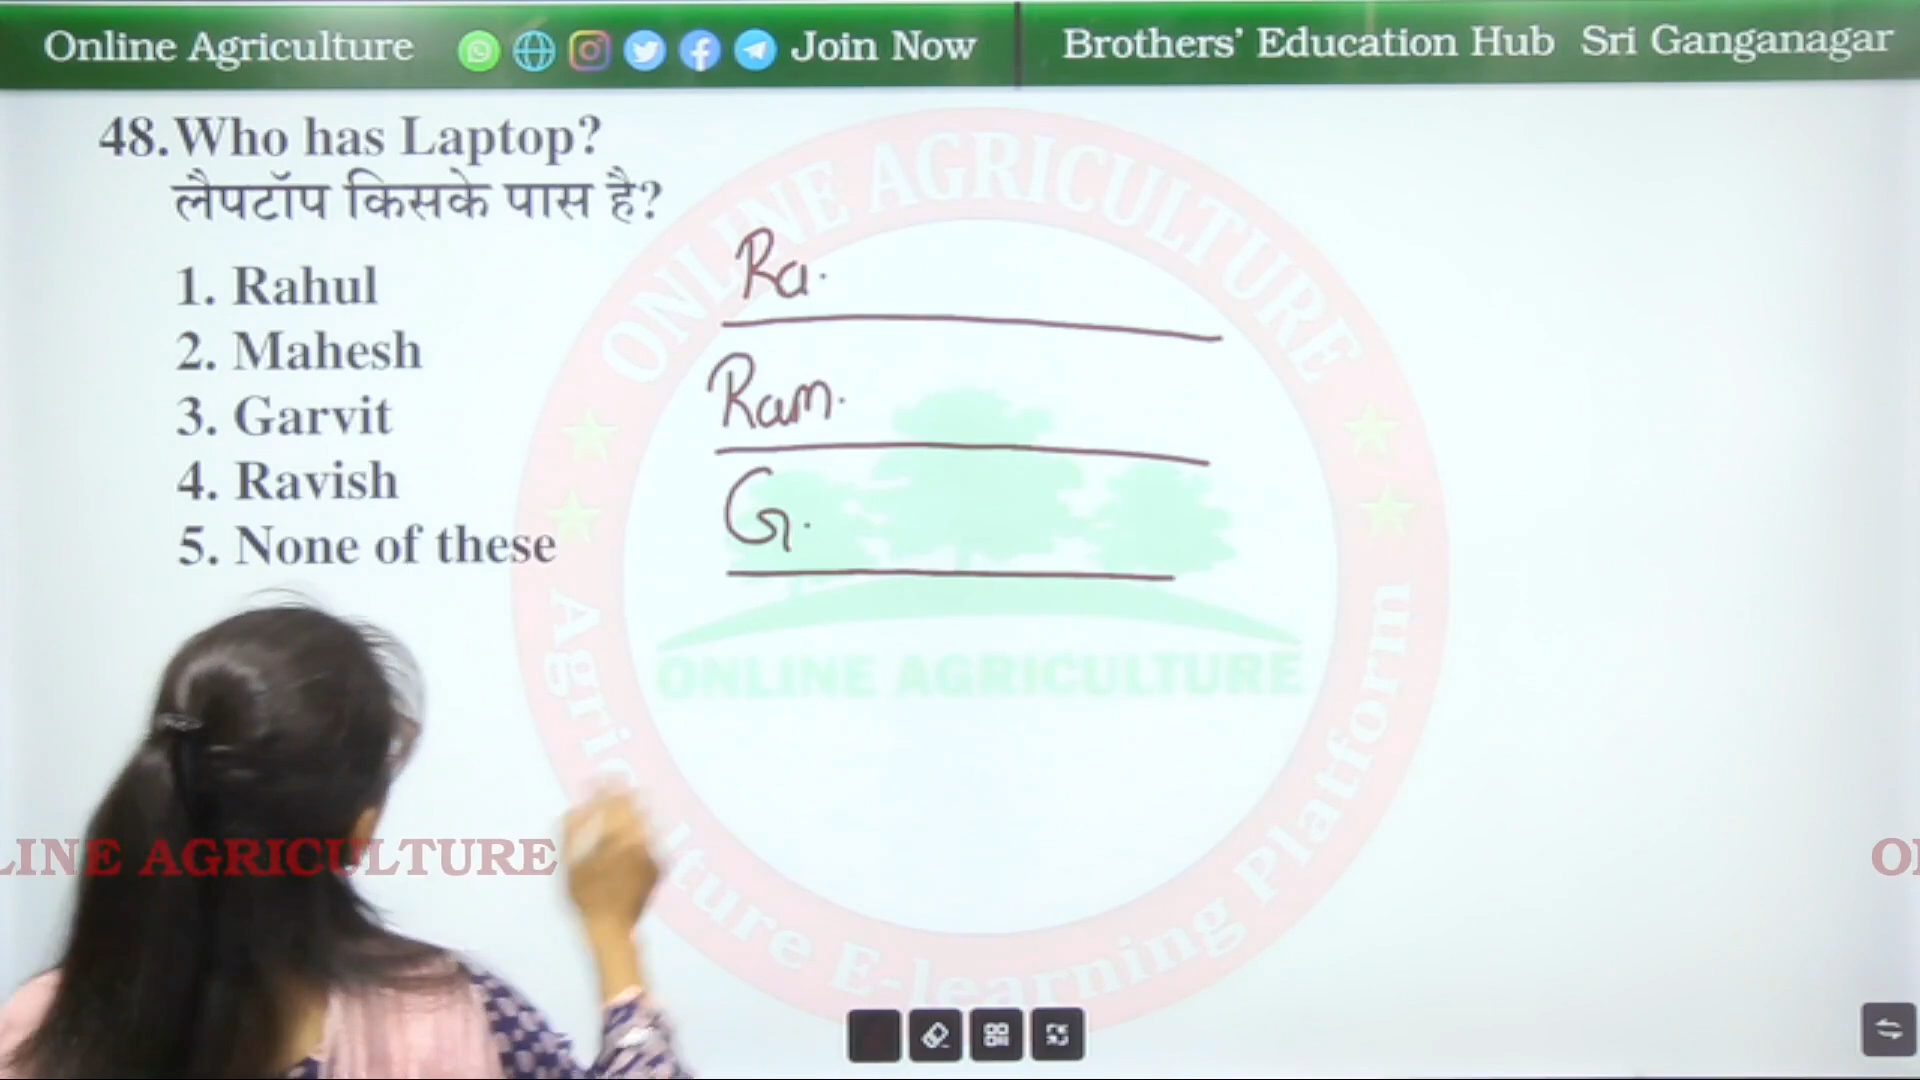 Online Agriculture Join Now Brothers' Education Hub Sri Ganganagar
48. Who has Laptop?
लैपटॉप किसके पास है?
1. Rahul
2. Mahesh
3. Garvit
4. Ravish
5. None of these
Ra.
Ram.
G.
ONLINE AGRICULTURE
ONLINE AGRICULTURE
Agriculture E-learning Platform
LINE AGRICULTURE